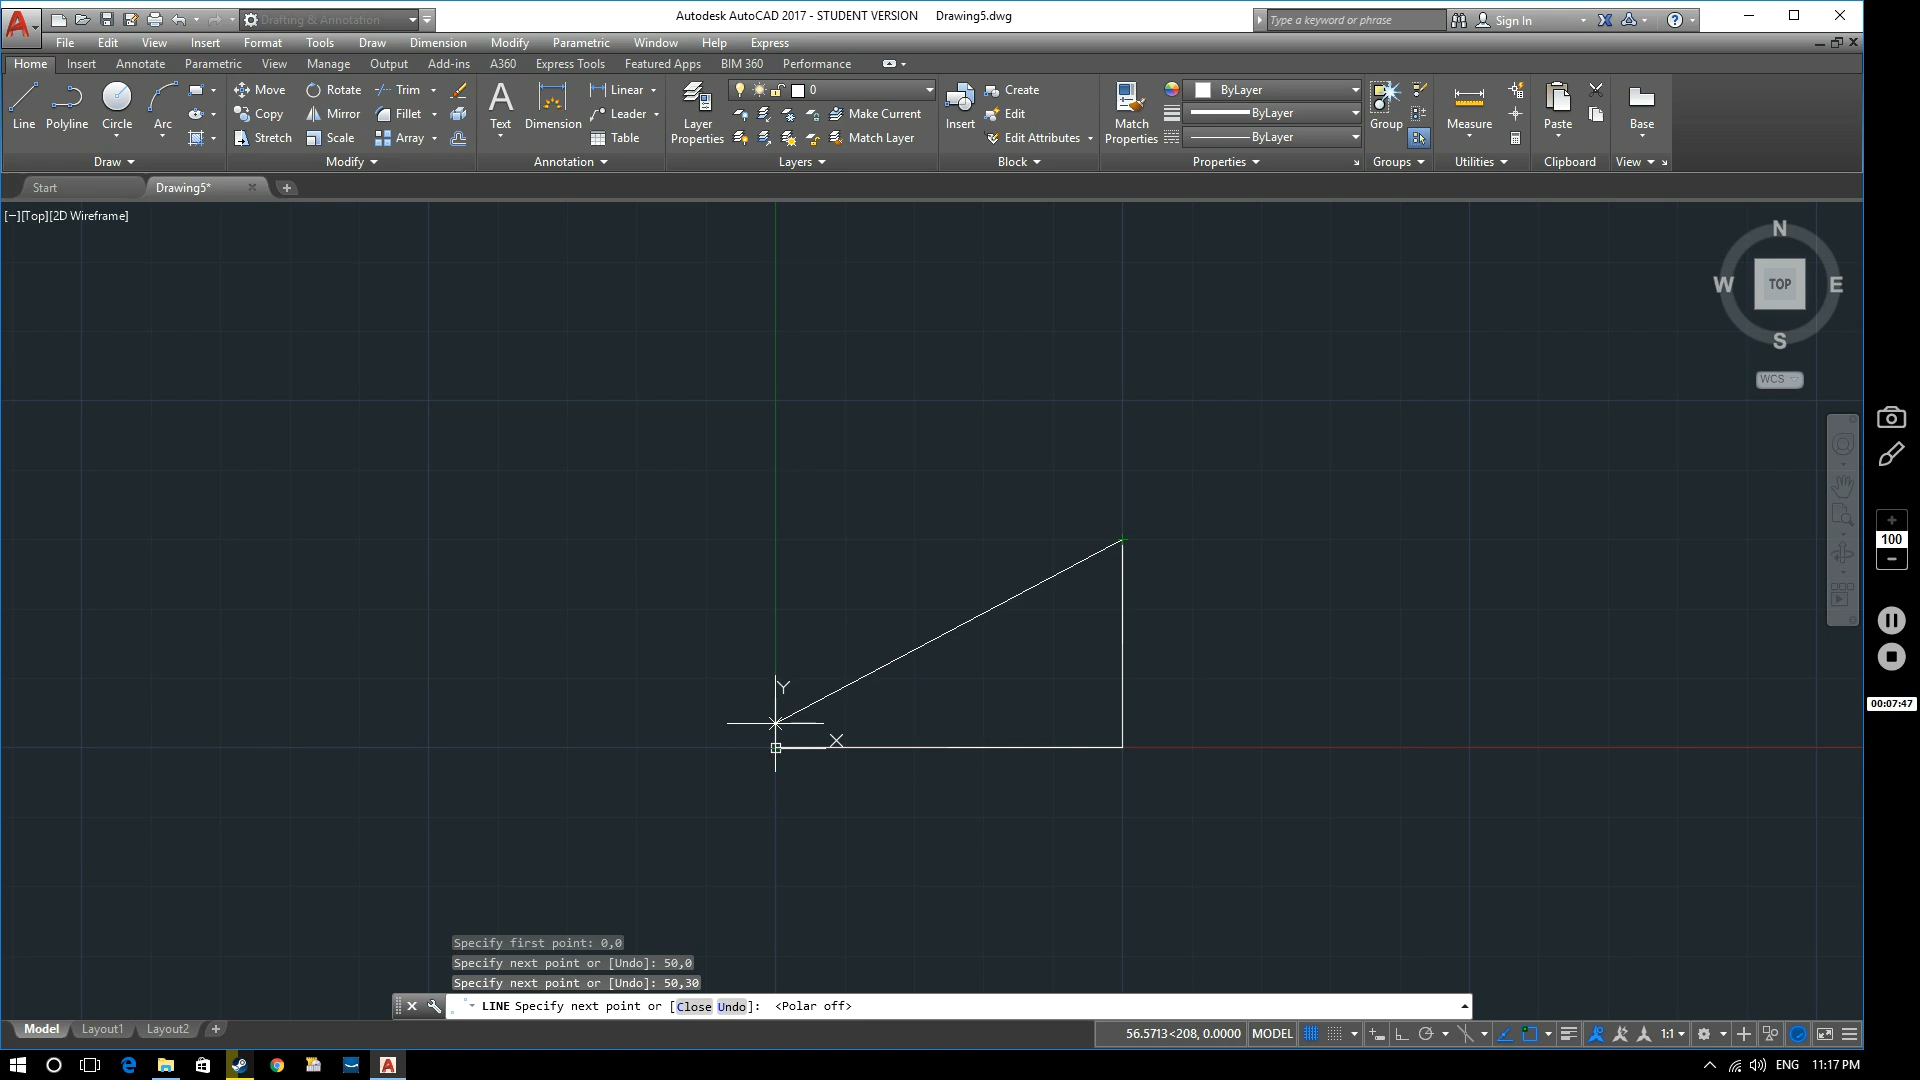 Drafting & Annotation
Autodesk AutoCAD 2017 - STUDENT VERSION Drawing5.dwg
Type a keyword or phrase
Sign In
File Edit View Insert Format Tools Draw Dimension Modify Parametric Window Help Express
Home Insert Annotate Parametric View Manage Output Add-ins A360 Express Tools Featured Apps BIM 360 Performance
Line Polyline Circle Arc
Move Rotate Trim
Copy Mirror Fillet
Stretch Scale Array
Text Dimension
Linear
Leader
Table
Layer Properties
0
Make Current
Match Layer
Insert
Create
Edit
Edit Attributes
Match Properties
ByLayer
ByLayer
ByLayer
Group
Measure
Paste
Base
Draw Modify Annotation Layers Block Properties Groups Utilities Clipboard View
Start Drawing5*
[−][Top][2D Wireframe]
N
W TOP E
S
WCS
100
00:07:47
Y
X
Specify first point: 0,0
Specify next point or [Undo]: 50,0
Specify next point or [Undo]: 50,30
LINE Specify next point or [Close Undo]: <Polar off>
Model Layout1 Layout2
56.5713<208, 0.0000 MODEL 1:1
ENG 11:17 PM